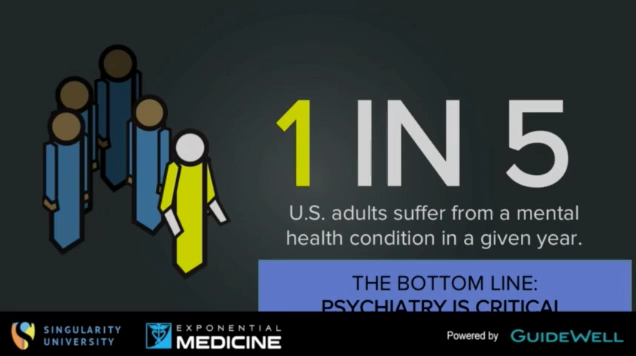 1 IN 5
U.S. adults suffer from a mental
health condition in a given year.
THE BOTTOM LINE:
PSYCHIATRY IS CRITICAL
SINGULARITY
UNIVERSITY
EXPONENTIAL
MEDICINE
Powered by GUIDEWELL